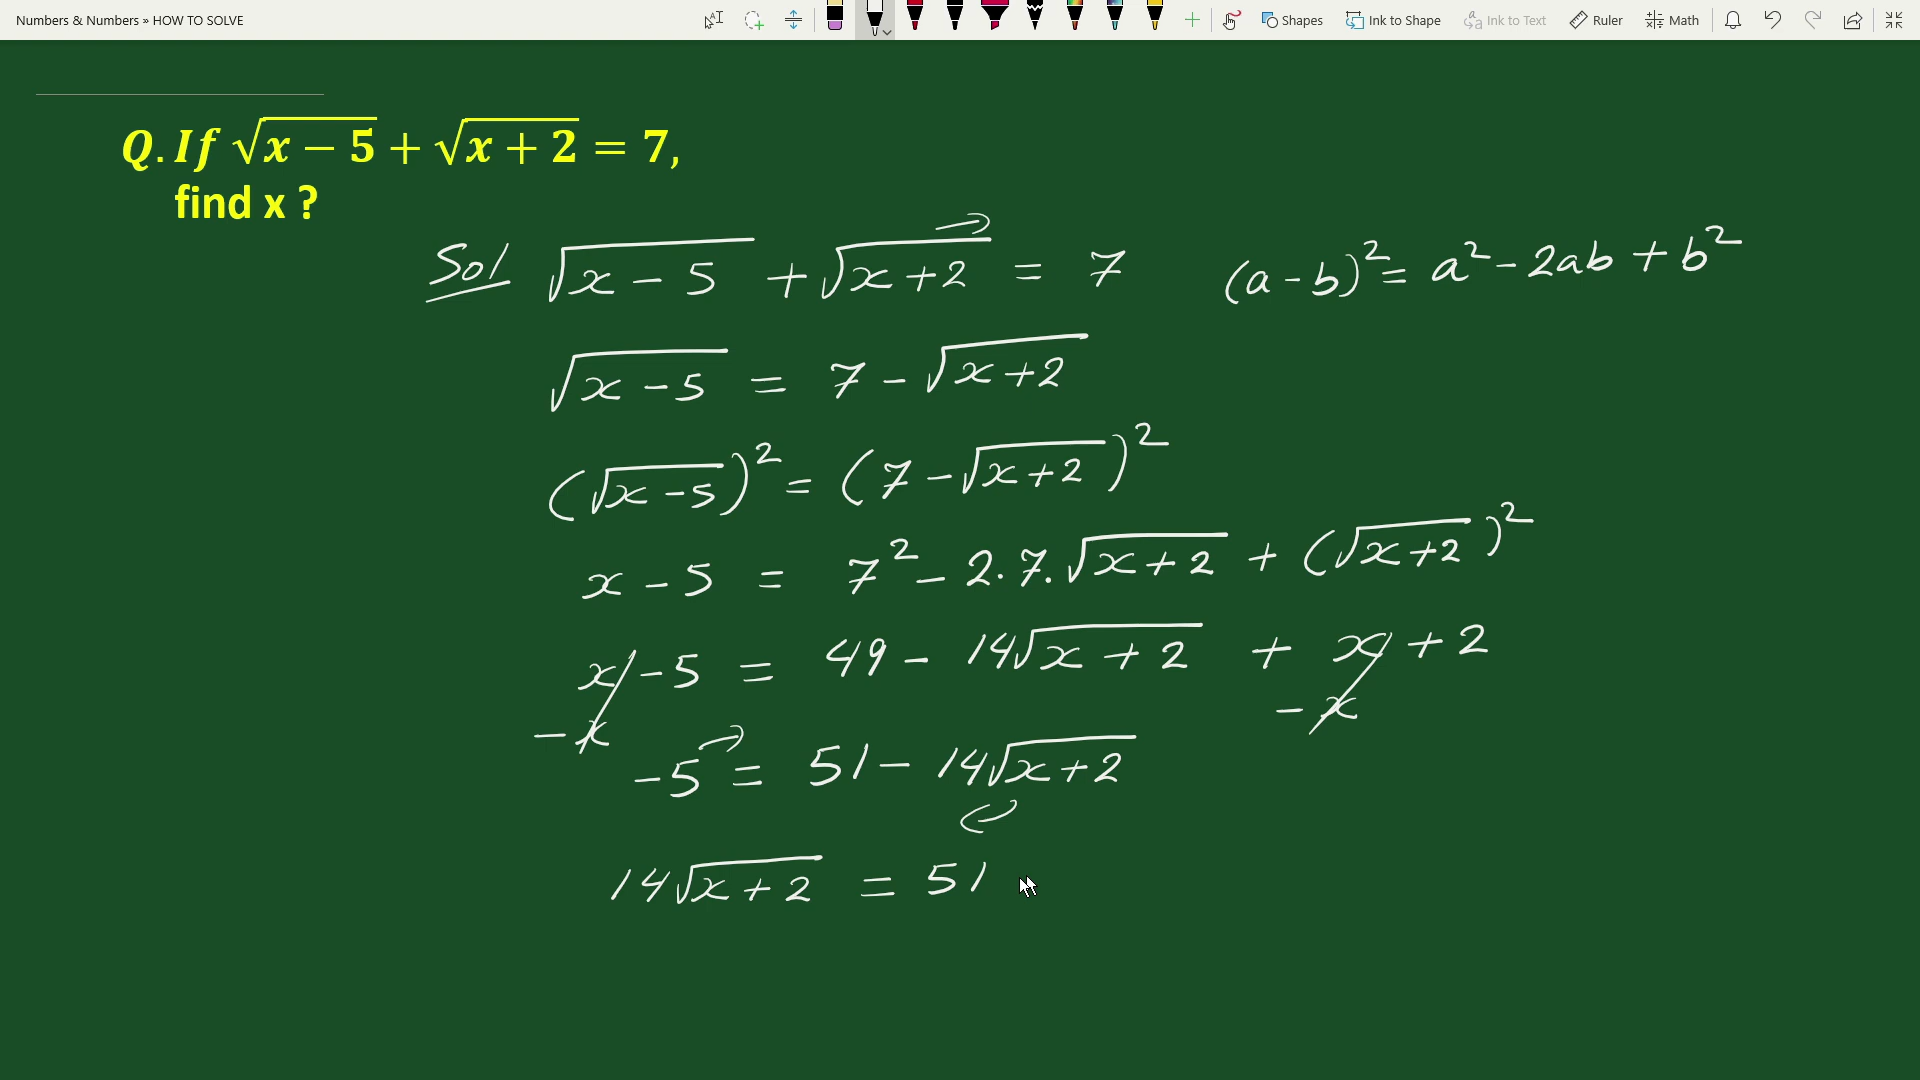 Numbers & Numbers » HOW TO SOLVE
Shapes Ink to Shape Ink to Text Ruler Math
Q. If √(x − 5) + √(x + 2) = 7,
find x ?
Sol √(x − 5) + √(x + 2) = 7 (a − b)² = a² − 2ab + b²
√(x − 5) = 7 − √(x + 2)
(√(x − 5))² = (7 − √(x + 2))²
x − 5 = 7² − 2·7·√(x + 2) + (√(x + 2))²
x − 5 = 49 − 14√(x + 2) + x + 2
− x − x
−5 = 51 − 14√(x + 2)
14√(x + 2) = 51